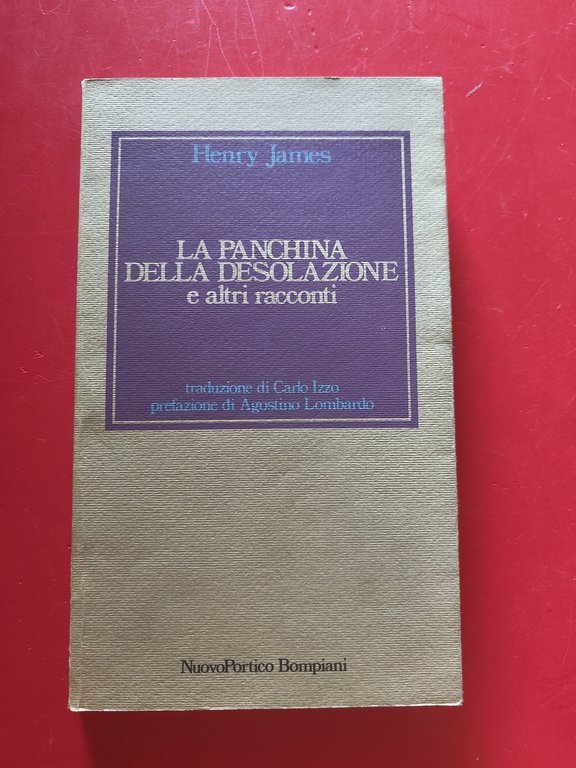 Henry James
LA PANCHINA
DELLA DESOLAZIONE
e altri racconti
traduzione di Carlo Izzo
prefazione di Agostino Lombardo
NuovoPortico Bompiani